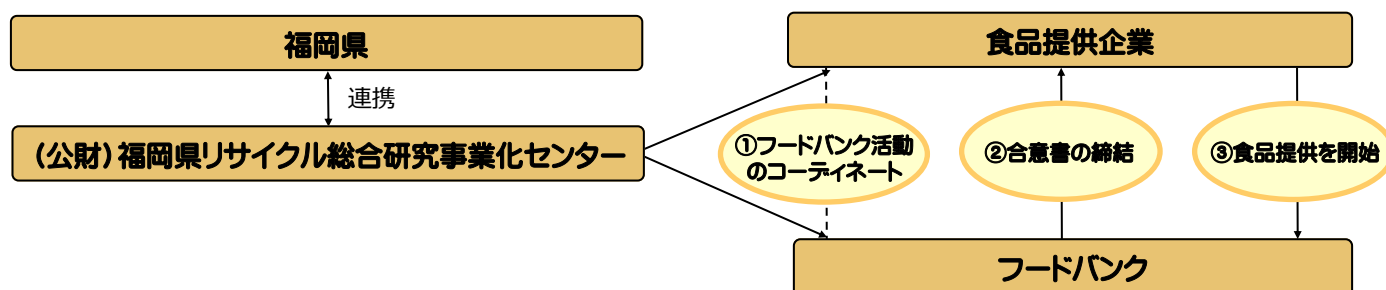 福岡県
食品提供企業
連携
(公財)福岡県リサイクル総合研究事業化センター
①フードバンク活動
のコーディネート
②合意書の締結
③食品提供を開始
フードバンク